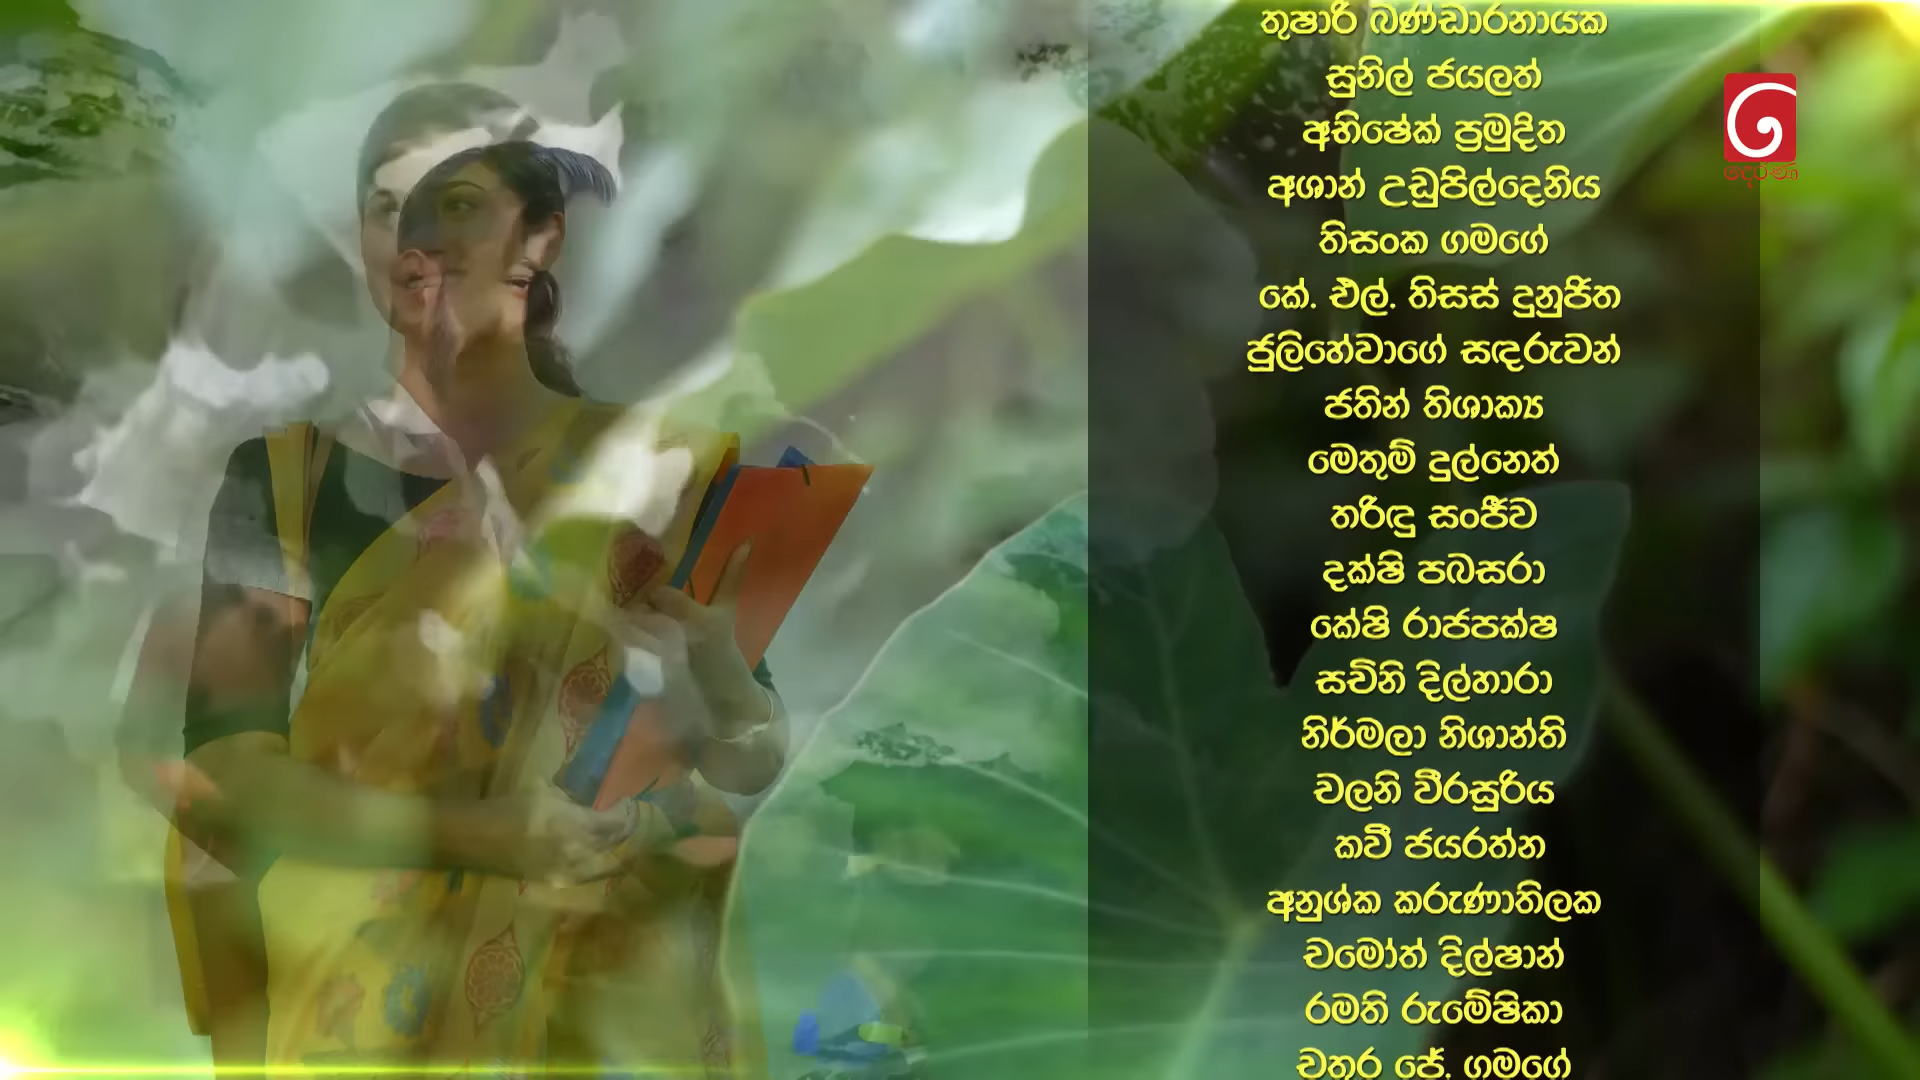 තුෂාරි බණ්ඩාරනායක
සුනිල් ජයලත්
අභිෂේක් ප්‍රමුදිත
අශාන් උඩුපිල්දෙනිය
තිසංක ගමගේ
කේ. එල්. තිසස් දුනුජිත
ජුලිහේවාගේ සඳරුවන්
ජතින් තිශාක්‍ය
මෙතුම් දුල්නෙත්
තරිඳු සංජීව
දක්ෂි පබසරා
කේෂි රාජපක්ෂ
සචිනි දිල්හාරා
නිර්මලා නිශාන්ති
චලනි වීරසූරිය
කවී ජයරත්න
අනුශ්ක කරුණාතිලක
චමෝත් දිල්ෂාන්
රමති රුමේෂිකා
චතුර ජේ. ගමගේ
දෙරණ